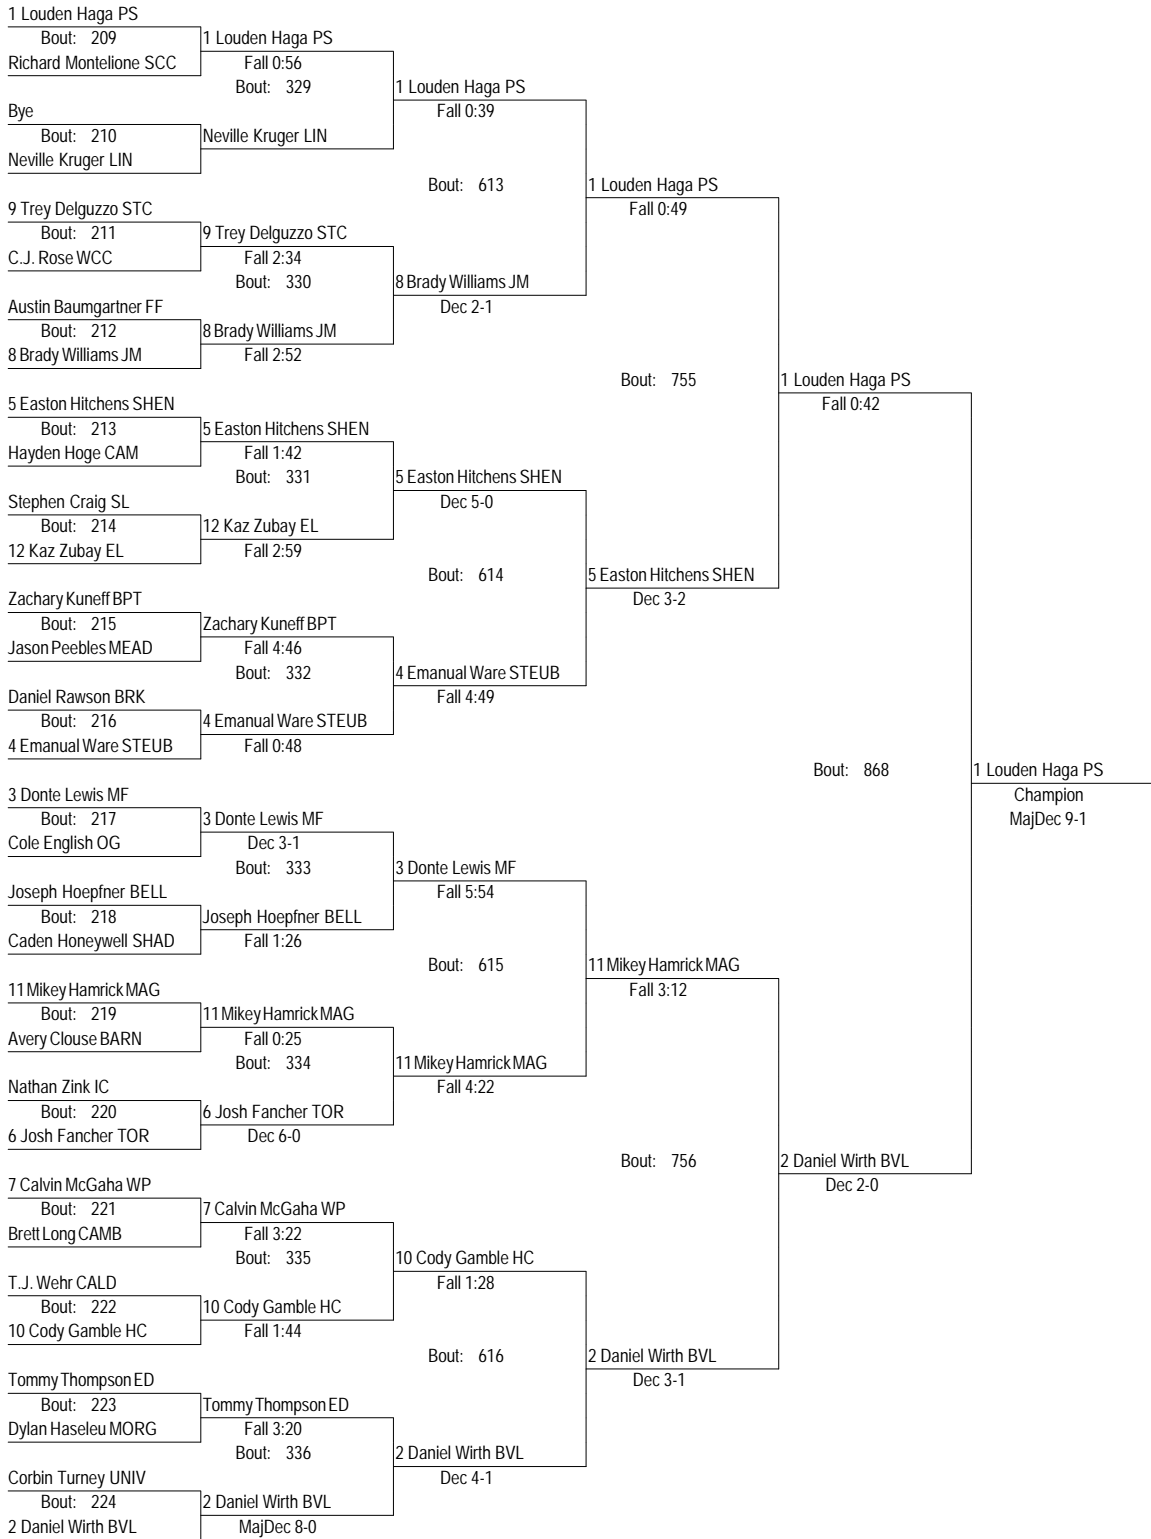 1 Louden Haga PS
Bout: 209
Richard Montelione SCC
Bye
Bout: 210
Neville Kruger LIN
9 Trey Delguzzo STC
Bout: 211
C.J. Rose WCC
Austin Baumgartner FF
Bout: 212
8 Brady Williams JM
5 Easton Hitchens SHEN
Bout: 213
Hayden Hoge CAM
Stephen Craig SL
Bout: 214
12 Kaz Zubay EL
Zachary Kuneff BPT
Bout: 215
Jason Peebles MEAD
Daniel Rawson BRK
Bout: 216
4 Emanual Ware STEUB
3 Donte Lewis MF
Bout: 217
Cole English OG
Joseph Hoepfner BELL
Bout: 218
Caden Honeywell SHAD
11 Mikey Hamrick MAG
Bout: 219
Avery Clouse BARN
Nathan Zink IC
Bout: 220
6 Josh Fancher TOR
7 Calvin McGaha WP
Bout: 221
Brett Long CAMB
T.J. Wehr CALD
Bout: 222
10 Cody Gamble HC
Tommy Thompson ED
Bout: 223
Dylan Haseleu MORG
Corbin Turney UNIV
Bout: 224
2 Daniel Wirth BVL
1 Louden Haga PS
Fall 0:56
Bout: 329
Neville Kruger LIN
9 Trey Delguzzo STC
Fall 2:34
Bout: 330
8 Brady Williams JM
Fall 2:52
5 Easton Hitchens SHEN
Fall 1:42
Bout: 331
12 Kaz Zubay EL
Fall 2:59
Zachary Kuneff BPT
Fall 4:46
Bout: 332
4 Emanual Ware STEUB
Fall 0:48
3 Donte Lewis MF
Dec 3-1
Bout: 333
Joseph Hoepfner BELL
Fall 1:26
11 Mikey Hamrick MAG
Fall 0:25
Bout: 334
6 Josh Fancher TOR
Dec 6-0
7 Calvin McGaha WP
Fall 3:22
Bout: 335
10 Cody Gamble HC
Fall 1:44
Tommy Thompson ED
Fall 3:20
Bout: 336
2 Daniel Wirth BVL
MajDec 8-0
1 Louden Haga PS
Fall 0:39
Bout: 613
8 Brady Williams JM
Dec 2-1
5 Easton Hitchens SHEN
Dec 5-0
Bout: 614
4 Emanual Ware STEUB
Fall 4:49
3 Donte Lewis MF
Fall 5:54
Bout: 615
11 Mikey Hamrick MAG
Fall 4:22
10 Cody Gamble HC
Fall 1:28
Bout: 616
2 Daniel Wirth BVL
Dec 4-1
1 Louden Haga PS
Fall 0:49
Bout: 755
5 Easton Hitchens SHEN
Dec 3-2
11 Mikey Hamrick MAG
Fall 3:12
Bout: 756
2 Daniel Wirth BVL
Dec 3-1
1 Louden Haga PS
Fall 0:42
Bout: 868
2 Daniel Wirth BVL
Dec 2-0
1 Louden Haga PS
Champion
MajDec 9-1